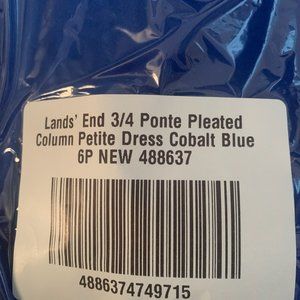 Lands' End 3/4 Ponte Pleated
Column Petite Dress Cobalt Blue
6P NEW 488637
4886374749715